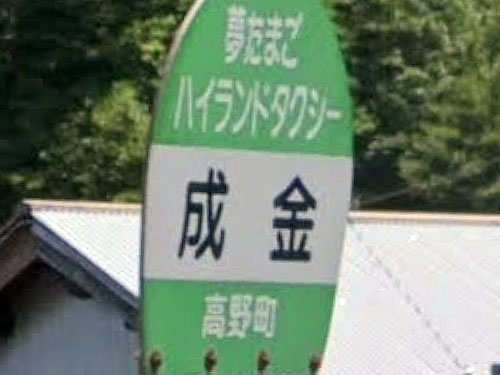 夢たまご
ハイランドタクシー
成金
高野町